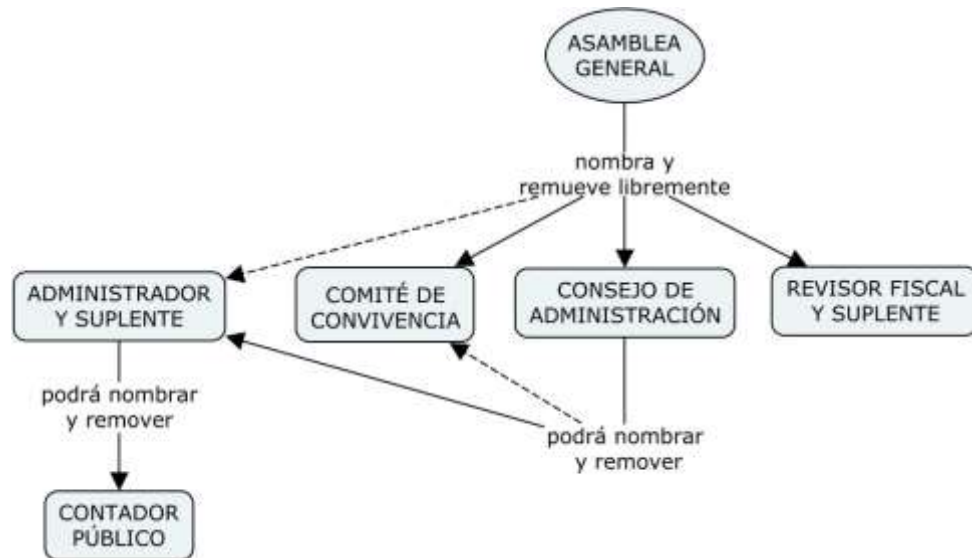 ASAMBLEA
GENERAL
nombra y
remueve libremente
ADMINISTRADOR
Y SUPLENTE
COMITÉ DE
CONVIVENCIA
CONSEJO DE
ADMINISTRACIÓN
REVISOR FISCAL
Y SUPLENTE
podrá nombrar
y remover
podrá nombrar
y remover
CONTADOR
PÚBLICO